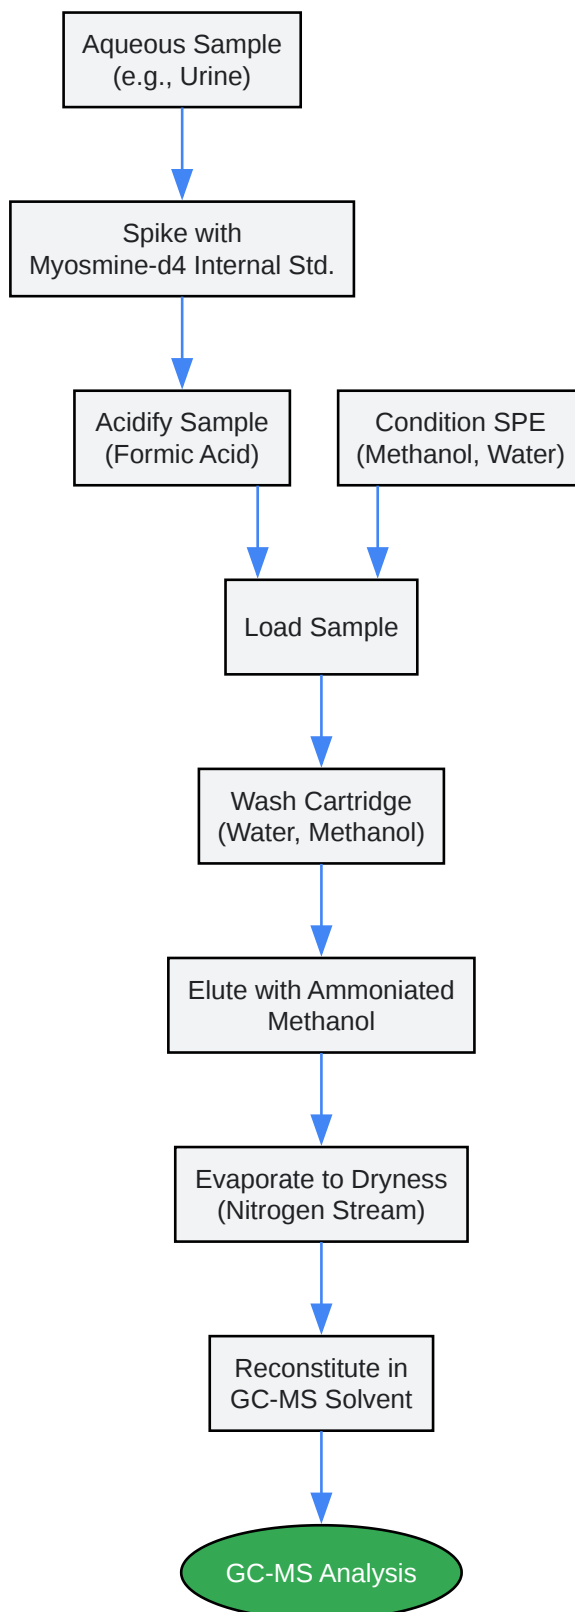 Aqueous Sample
(e.g., Urine)
Spike with
Myosmine-d4 Internal Std.
Acidify Sample
(Formic Acid)
Condition SPE
(Methanol, Water)
Load Sample
Wash Cartridge
(Water, Methanol)
Elute with Ammoniated
Methanol
Evaporate to Dryness
(Nitrogen Stream)
Reconstitute in
GC-MS Solvent
GC-MS Analysis